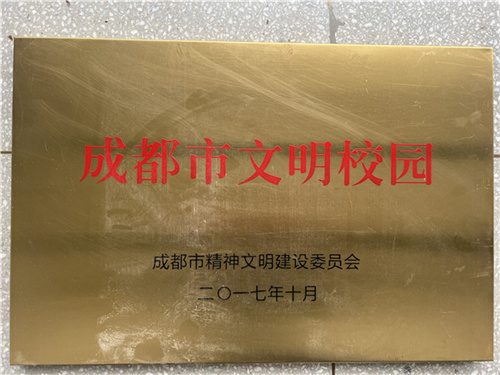 成都市文明校园
成都市精神文明建设委员会
二〇一七年十月